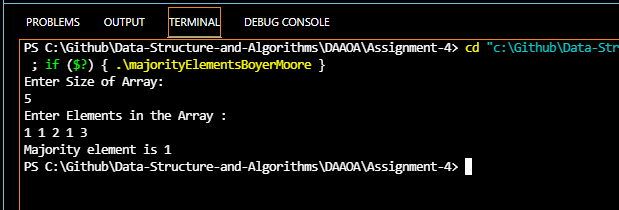 PROBLEMS OUTPUT TERMINAL DEBUG CONSOLE
PS C:\Github\Data-Structure-and-Algorithms\DAAOA\Assignment-4> cd "c:\Github\Data-Str
; if ($?) { .\majorityElementsBoyerMoore }
Enter Size of Array:
5
Enter Elements in the Array :
1 1 2 1 3
Majority element is 1
PS C:\Github\Data-Structure-and-Algorithms\DAAOA\Assignment-4>